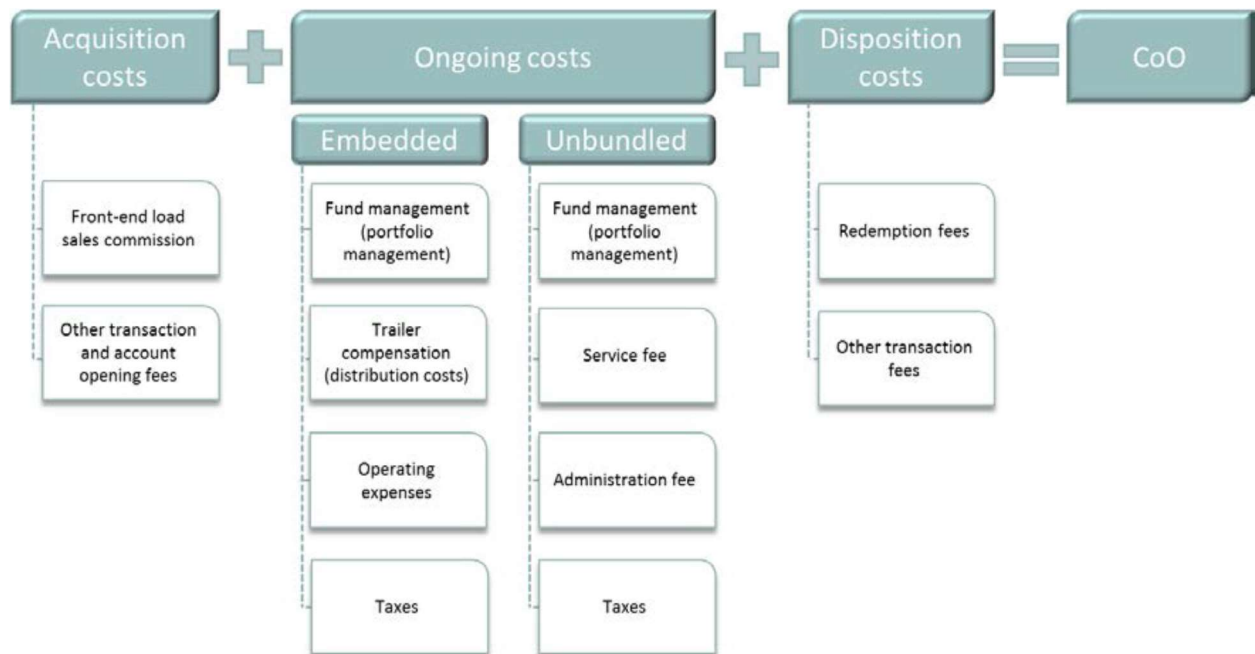 Acquisition
costs
Ongoing costs
Disposition
costs
CoO
Embedded
Unbundled
Front-end load
sales commission
Other transaction
and account
opening fees
Fund management
(portfolio
management)
Trailer
compensation
(distribution costs)
Operating
expenses
Taxes
Fund management
(portfolio
management)
Service fee
Administration fee
Taxes
Redemption fees
Other transaction
fees